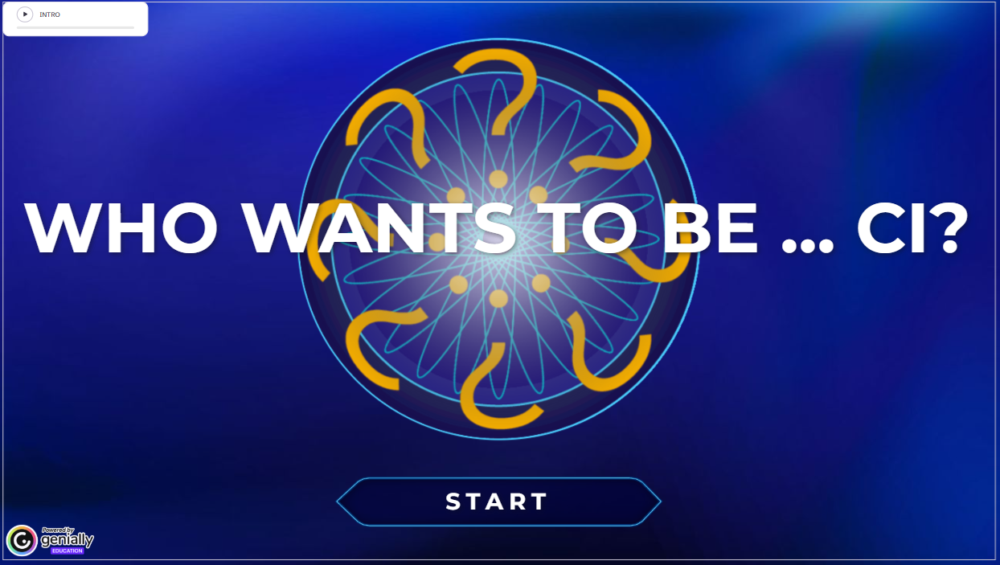 INTRO
WHO WANTS TO BE ... CI?
START
Powered by
genially
EDUCATION